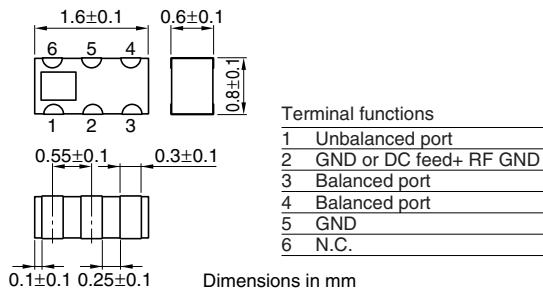 1.6±0.1
0.6±0.1
6 5 4
0.8±0.1
1 2 3
0.55±0.1
0.3±0.1
0.1±0.1
0.25±0.1
Dimensions in mm
Terminal functions
1 Unbalanced port
2 GND or DC feed+ RF GND
3 Balanced port
4 Balanced port
5 GND
6 N.C.